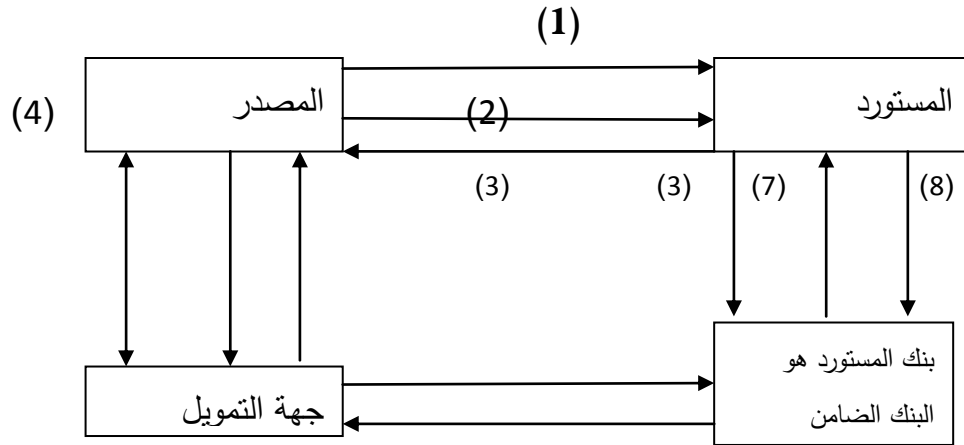 (1)
المصدر
المستورد
(4)
(2)
(3)
(3)
(7)
(8)
جهة التمويل
بنك المستورد هو
البنك الضامن